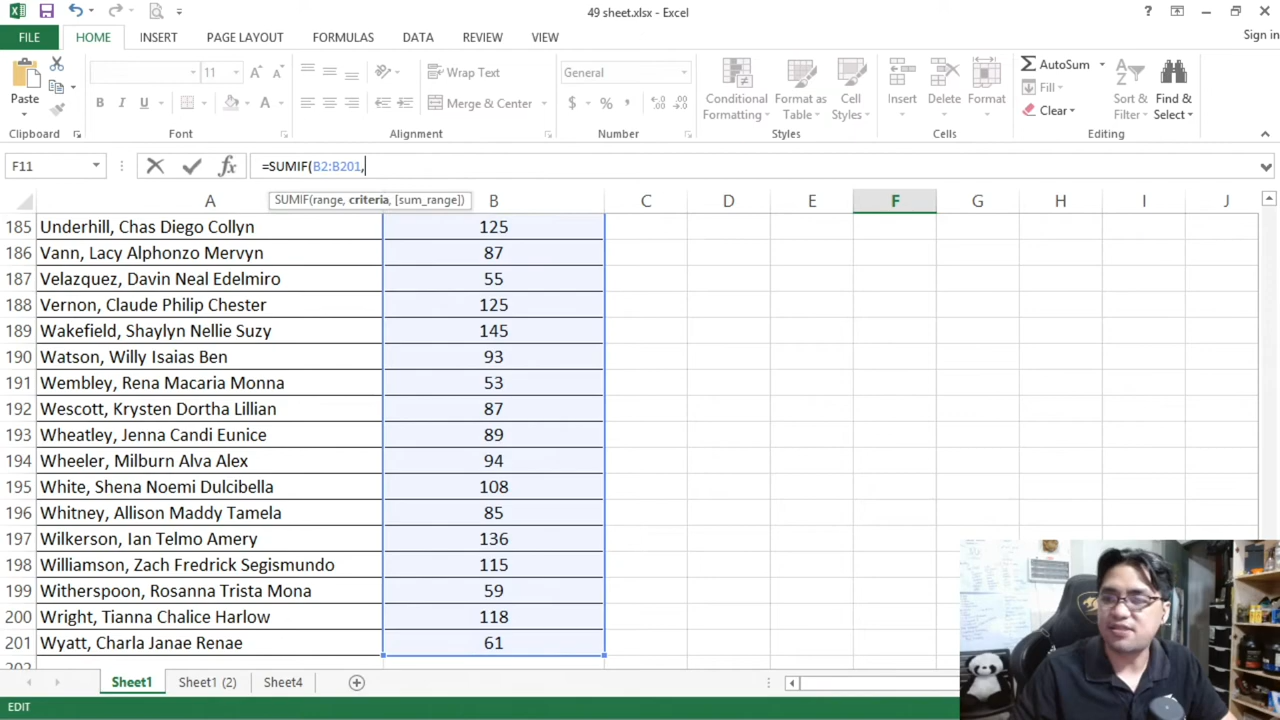 49 sheet.xlsx - Excel
FILE HOME INSERT PAGE LAYOUT FORMULAS DATA REVIEW VIEW Sign in
Paste
11
Wrap Text
Merge & Center
General
$ % ,
Conditional Formatting
Format as Table
Cell Styles
Insert
Delete
Format
AutoSum
Fill
Clear
Sort & Filter
Find & Select
Clipboard Font Alignment Number Styles Cells Editing
F11 =SUMIF(B2:B201,
SUMIF(range, criteria, [sum_range])
A B C D E F G H I J
185 Underhill, Chas Diego Collyn 125
186 Vann, Lacy Alphonzo Mervyn 87
187 Velazquez, Davin Neal Edelmiro 55
188 Vernon, Claude Philip Chester 125
189 Wakefield, Shaylyn Nellie Suzy 145
190 Watson, Willy Isaias Ben 93
191 Wembley, Rena Macaria Monna 53
192 Wescott, Krysten Dortha Lillian 87
193 Wheatley, Jenna Candi Eunice 89
194 Wheeler, Milburn Alva Alex 94
195 White, Shena Noemi Dulcibella 108
196 Whitney, Allison Maddy Tamela 85
197 Wilkerson, Ian Telmo Amery 136
198 Williamson, Zach Fredrick Segismundo 115
199 Witherspoon, Rosanna Trista Mona 59
200 Wright, Tianna Chalice Harlow 118
201 Wyatt, Charla Janae Renae 61
202
Sheet1 Sheet1 (2) Sheet4
EDIT